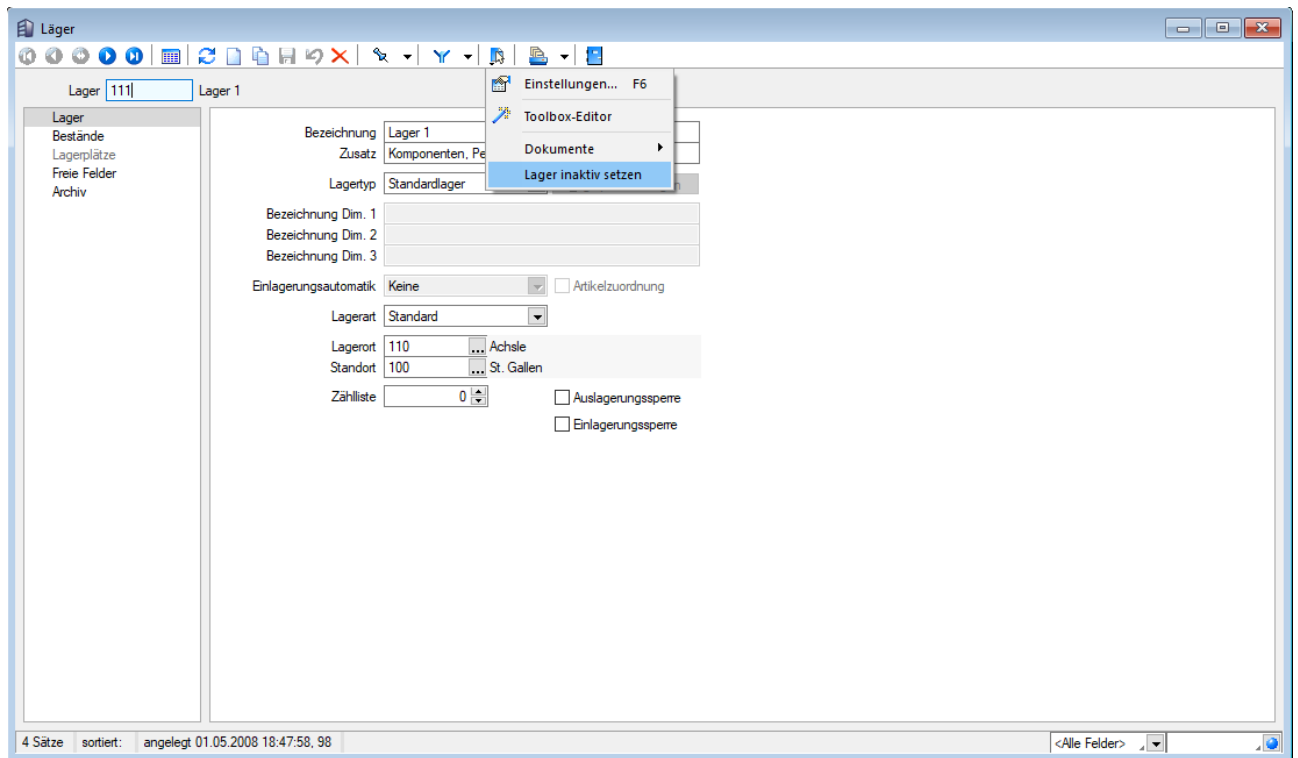 Läger
Einstellungen... F6
Toolbox-Editor
Dokumente
Lager inaktiv setzen
Lager 111 Lager 1
Lager
Bestände
Lagerplätze
Freie Felder
Archiv
Bezeichnung Lager 1
Zusatz Komponenten, Pe
Lagertyp Standardlager
Bezeichnung Dim. 1
Bezeichnung Dim. 2
Bezeichnung Dim. 3
Einlagerungsautomatik Keine Artikelzuordnung
Lagerart Standard
Lagerort 110 ... Achsle
Standort 100 ... St. Gallen
Zählliste 0 Auslagerungssperre
Einlagerungssperre
4 Sätze sortiert: angelegt 01.05.2008 18:47:58, 98 <Alle Felder>